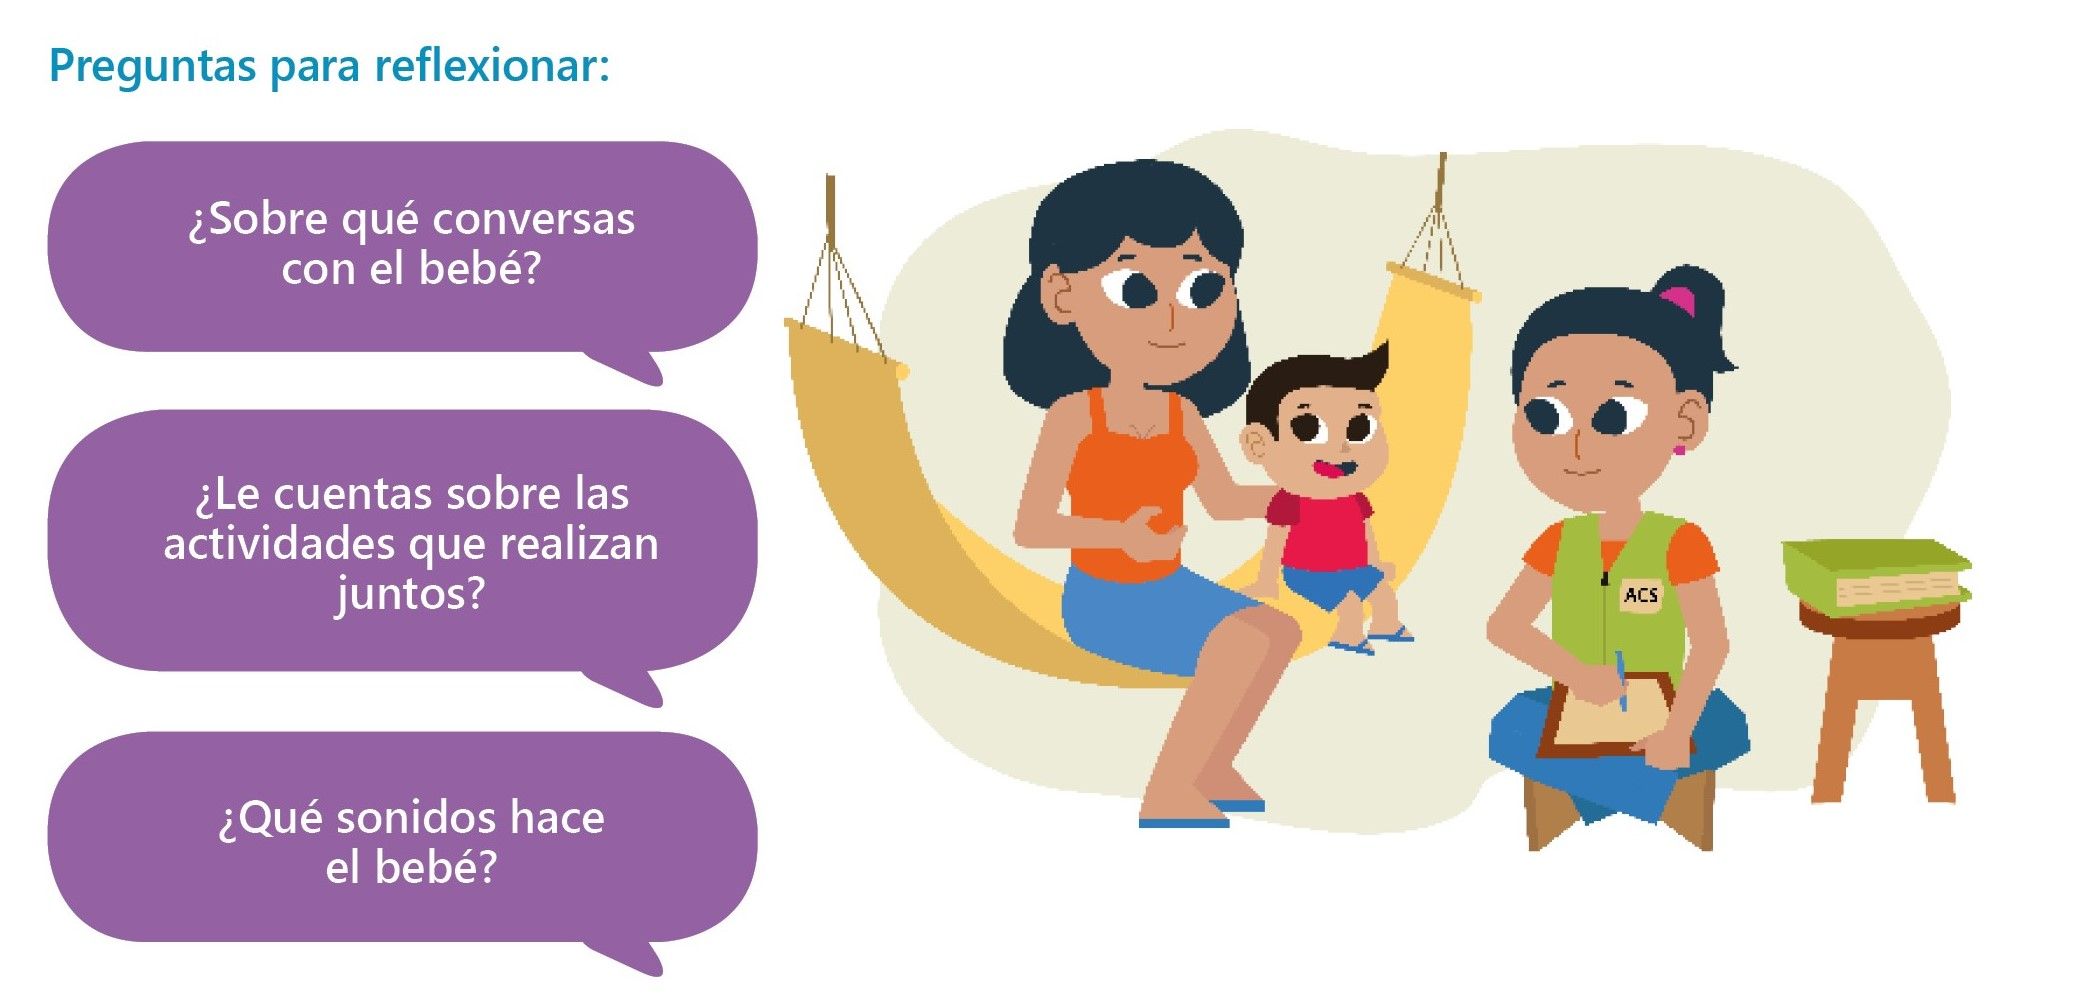 Preguntas para reflexionar:
¿Sobre qué conversas
con el bebé?
¿Le cuentas sobre las
actividades que realizan
juntos?
¿Qué sonidos hace
el bebé?
ACS